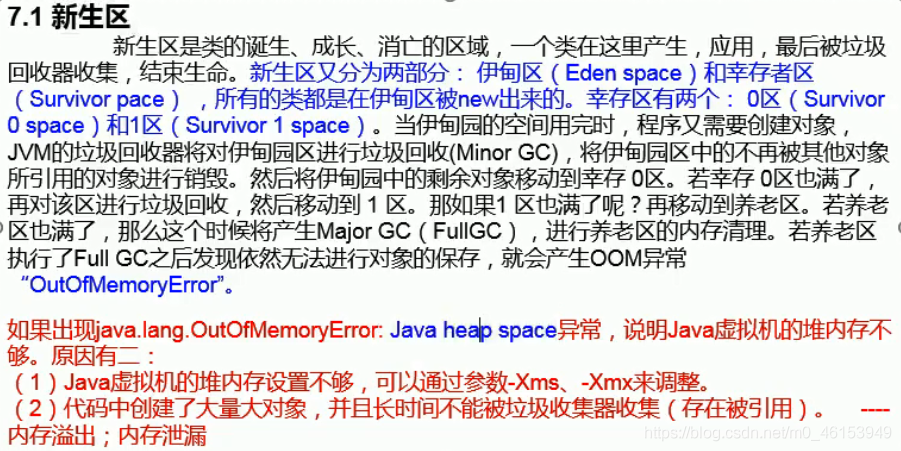 7.1 新生区
新生区是类的诞生、成长、消亡的区域，一个类在这里产生，应用，最后被垃圾
回收器收集，结束生命。新生区又分为两部分： 伊甸区（Eden space）和幸存者区
（Survivor pace） ，所有的类都是在伊甸区被new出来的。幸存区有两个： 0区（Survivor
0 space）和1区（Survivor 1 space）。当伊甸园的空间用完时，程序又需要创建对象，
JVM的垃圾回收器将对伊甸园区进行垃圾回收(Minor GC)，将伊甸园区中的不再被其他对象
所引用的对象进行销毁。然后将伊甸园中的剩余对象移动到幸存 0区。若幸存 0区也满了，
再对该区进行垃圾回收，然后移动到 1 区。那如果1 区也满了呢？再移动到养老区。若养老
区也满了，那么这个时候将产生Major GC（FullGC），进行养老区的内存清理。若养老区
执行了Full GC之后发现依然无法进行对象的保存，就会产生OOM异常
“OutOfMemoryError”。
如果出现java.lang.OutOfMemoryError: Java heap space异常，说明Java虚拟机的堆内存不
够。原因有二：
（1）Java虚拟机的堆内存设置不够，可以通过参数-Xms、-Xmx来调整。
（2）代码中创建了大量大对象，并且长时间不能被垃圾收集器收集（存在被引用）。 ----
内存溢出；内存泄漏
https://blog.csdn.net/m0_46153949